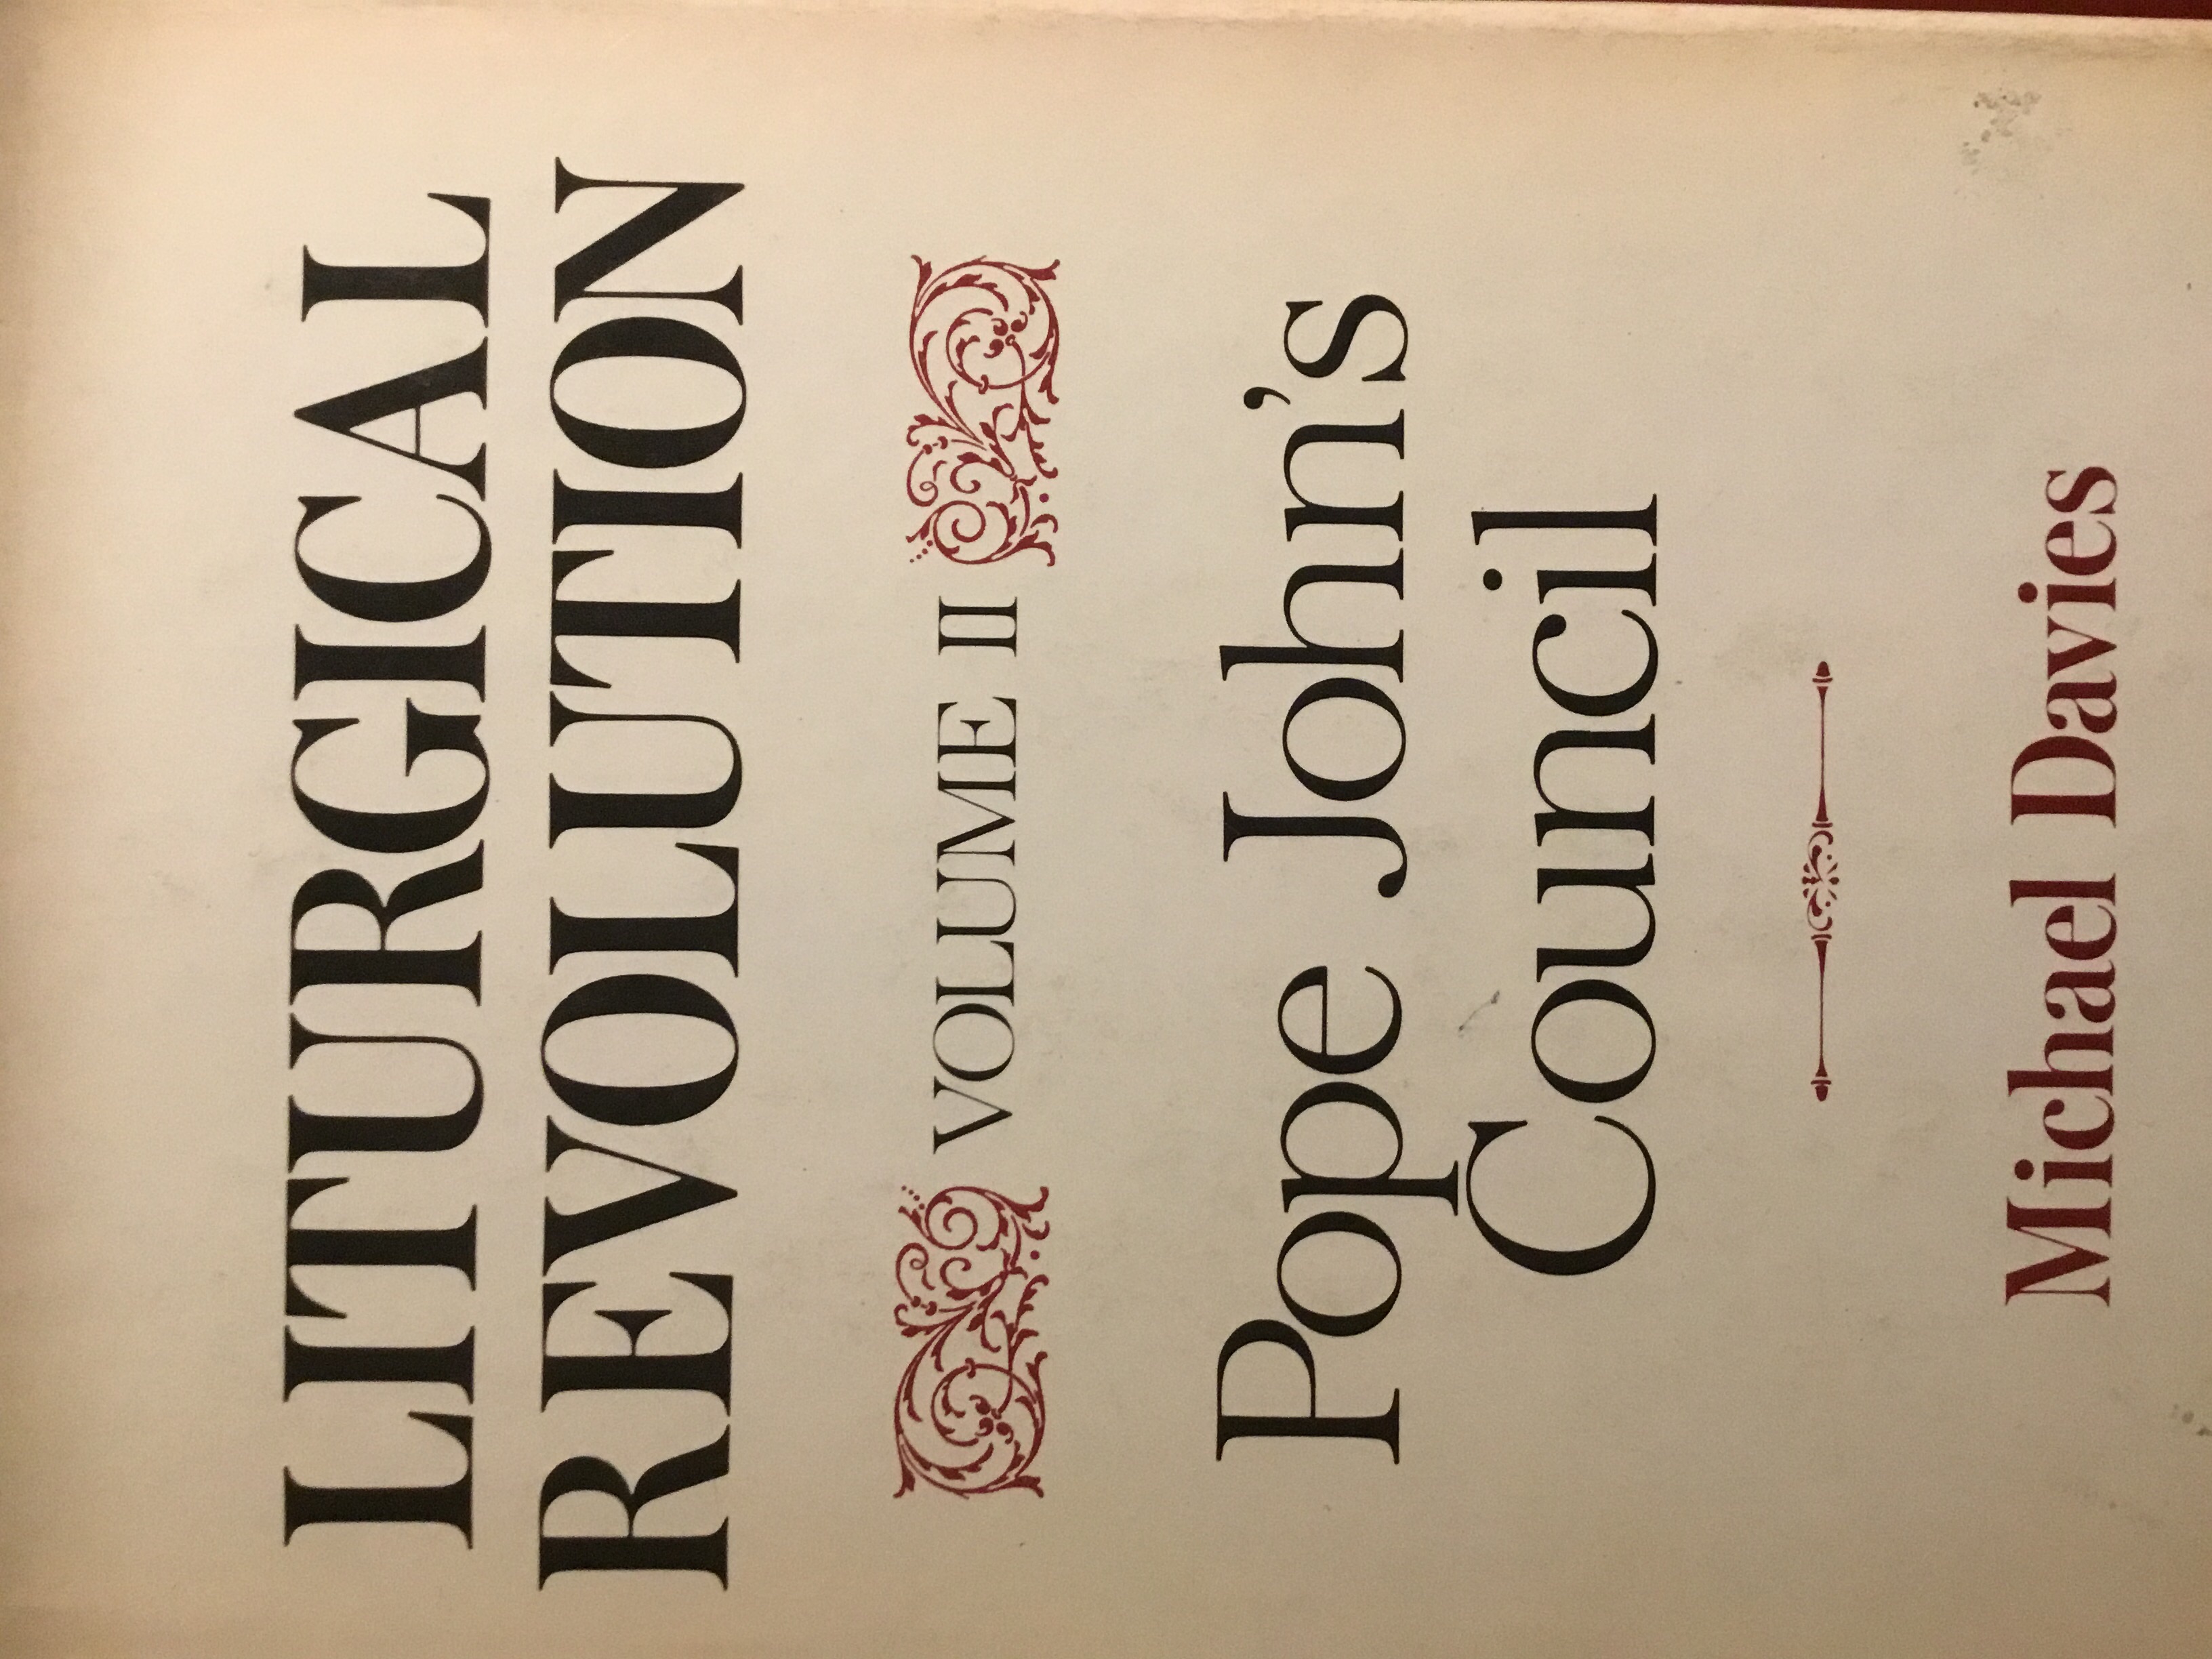 LITURGICAL
REVOLUTION
VOLUME II
Pope John's
Council
Michael Davies